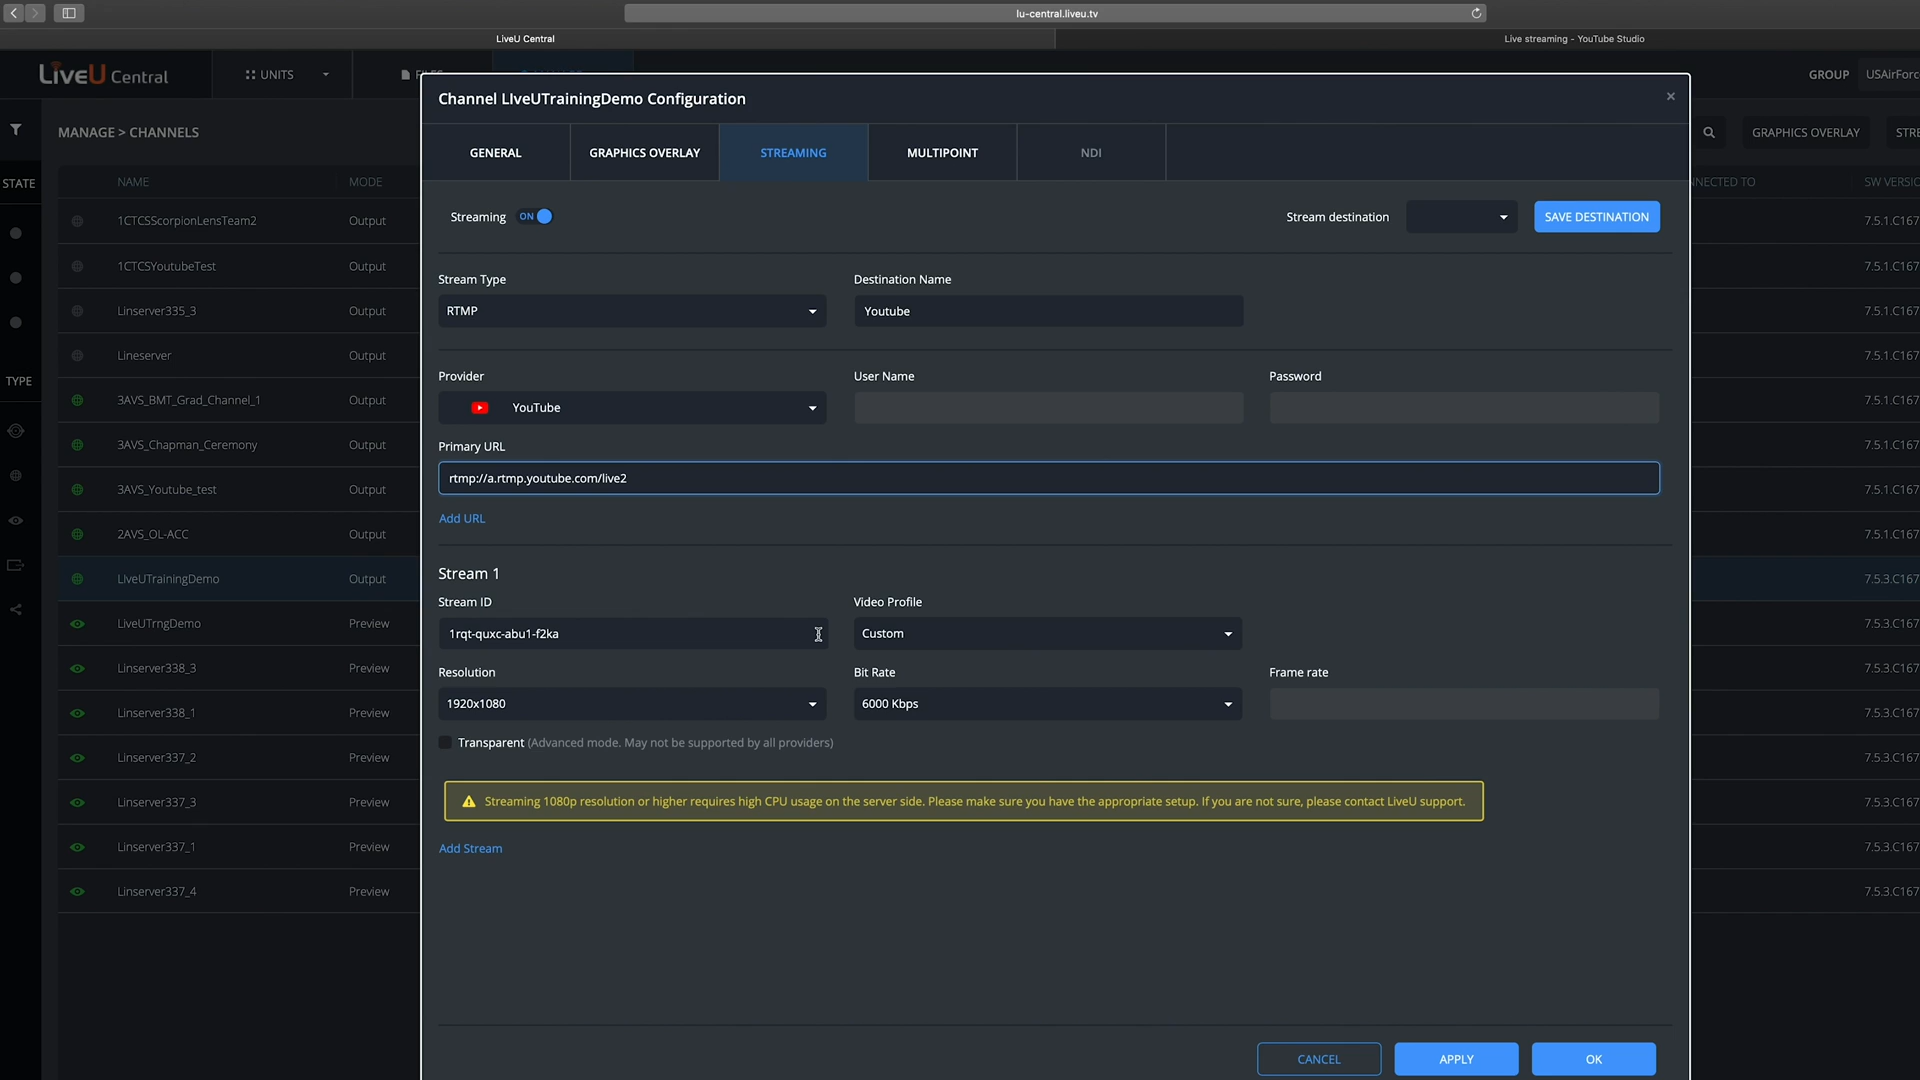 lu-central.liveu.tv
LiveU Central
Live streaming - YouTube Studio
LiveU Central
UNITS
GROUP
USAirForc
Channel LIveUTrainingDemo Configuration
MANAGE > CHANNELS
GENERAL
GRAPHICS OVERLAY
STREAMING
MULTIPOINT
NDI
GRAPHICS OVERLAY
STRE
STATE
NAME
MODE
NNECTED TO
SW VERSIO
Streaming ON
Stream destination
SAVE DESTINATION
1CTCSScorpionLensTeam2 Output 7.5.1.C167
1CTCSYoutubeTest Output 7.5.1.C167
Linserver335_3 Output 7.5.1.C167
Lineserver Output 7.5.1.C167
TYPE
3AVS_BMT_Grad_Channel_1 Output 7.5.1.C167
3AVS_Chapman_Ceremony Output 7.5.1.C167
3AVS_Youtube_test Output 7.5.1.C167
2AVS_OL-ACC Output 7.5.1.C167
LIveUTrainingDemo Output 7.5.3.C167
LiveUTrngDemo Preview 7.5.3.C167
Linserver338_3 Preview 7.5.3.C167
Linserver338_1 Preview 7.5.3.C167
Linserver337_2 Preview 7.5.3.C167
Linserver337_3 Preview 7.5.3.C167
Linserver337_1 Preview 7.5.3.C167
Linserver337_4 Preview 7.5.3.C167
Stream Type
Destination Name
RTMP
Youtube
Provider
User Name
Password
YouTube
Primary URL
rtmp://a.rtmp.youtube.com/live2
Add URL
Stream 1
Stream ID
Video Profile
1rqt-quxc-abu1-f2ka
Custom
Resolution
Bit Rate
Frame rate
1920x1080
6000 Kbps
Transparent (Advanced mode. May not be supported by all providers)
Streaming 1080p resolution or higher requires high CPU usage on the server side. Please make sure you have the appropriate setup. If you are not sure, please contact LiveU support.
Add Stream
CANCEL
APPLY
OK